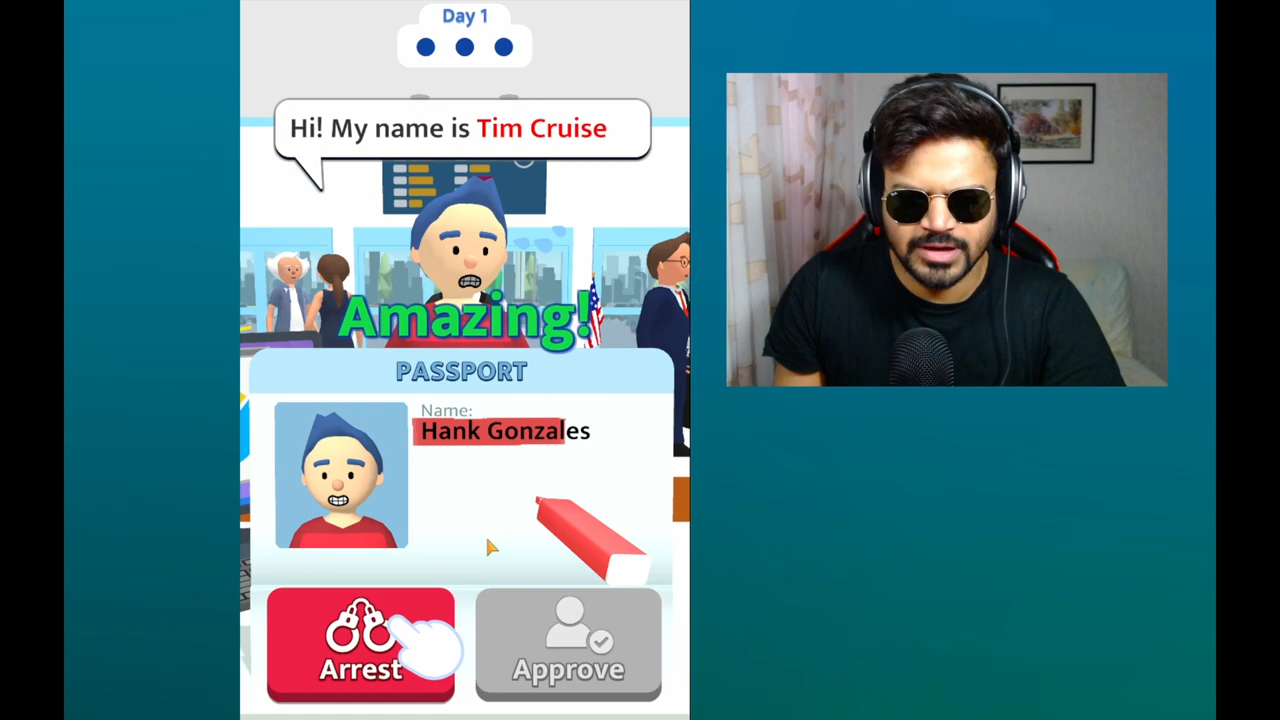 Day 1
Hi! My name is Tim Cruise
Amazing!
PASSPORT
Name:
Hank Gonzales
Arrest
Approve